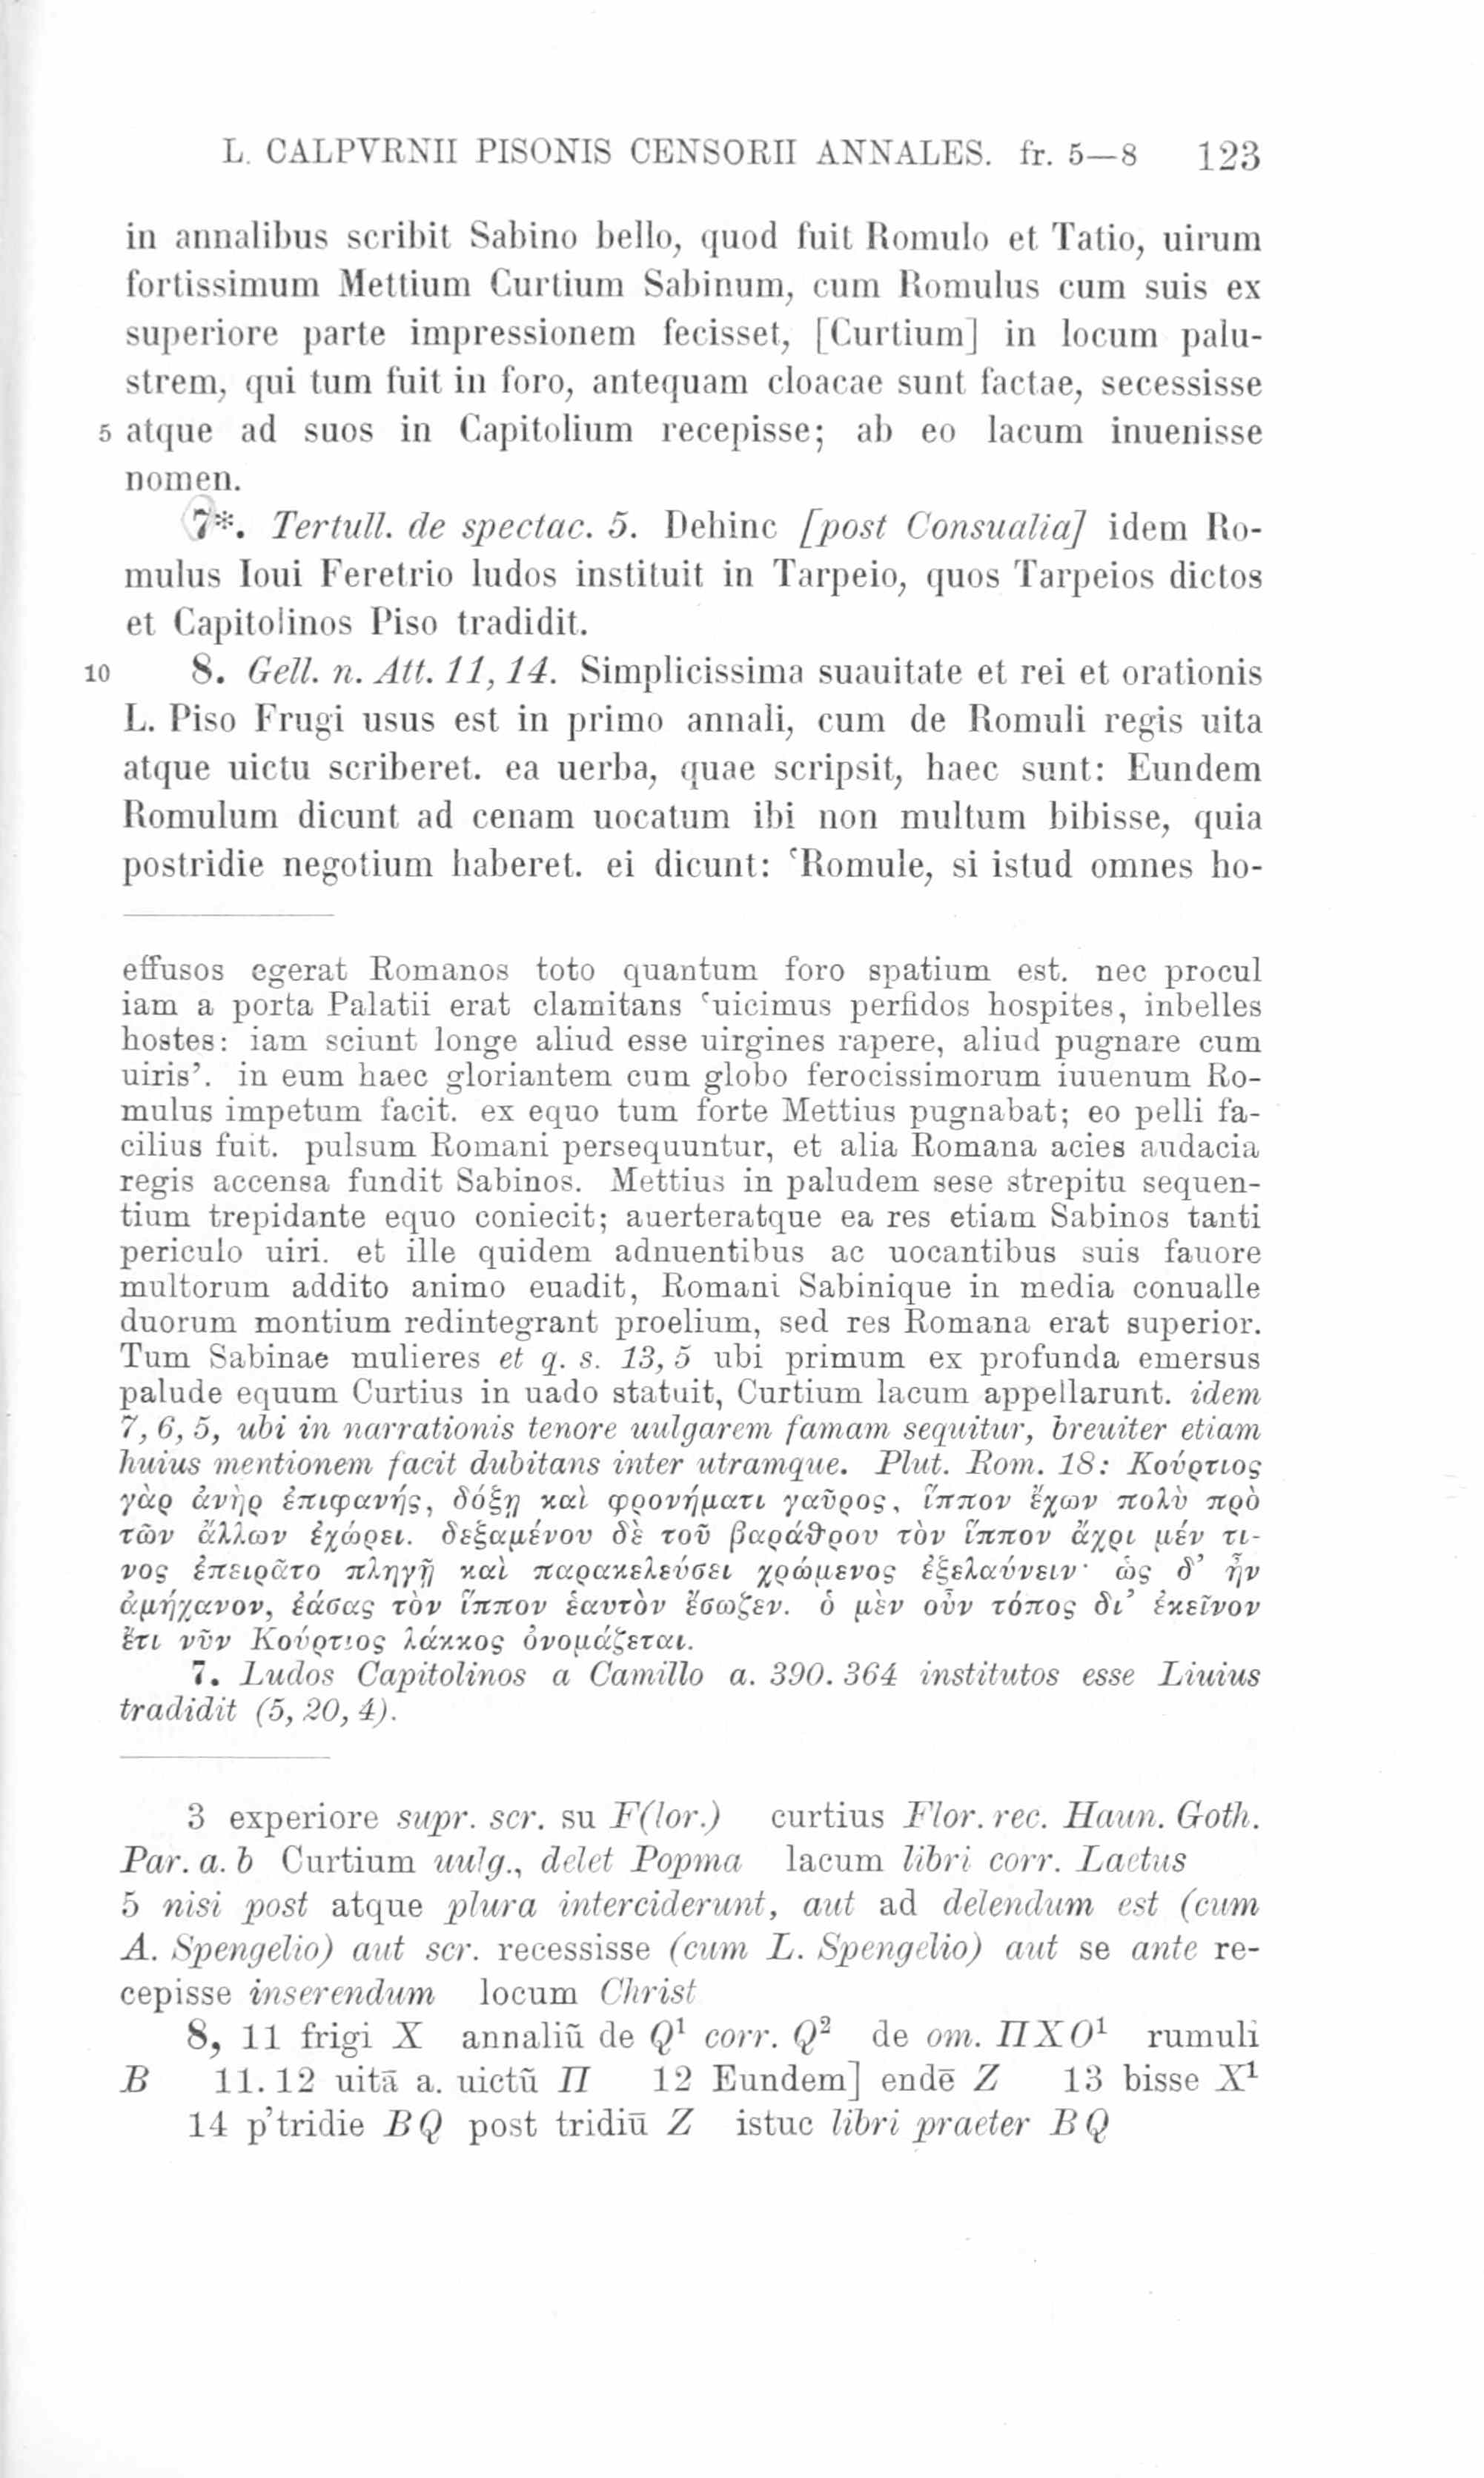 L. CALPVRNII PISONIS CENSORII ANNALES. fr. 5—8 123
in annalibus scribit Sabino bello, quod fuit Romulo et Tatio, uirum
fortissimum Mettium Curtium Sabinum, cum Romulus cum suis ex
superiore parte impressionem fecisset, [Curtium] in locum palu-
strem, qui tum fuit in foro, antequam cloacae sunt factae, secessisse
5 atque ad suos in Capitolium recepisse; ab eo lacum inuenisse
nomen.
7*. Tertull. de spectac. 5. Dehinc [post Consualia] idem Ro-
mulus Ioui Feretrio ludos instituit in Tarpeio, quos Tarpeios dictos
et Capitolinos Piso tradidit.
10 8. Gell. n. Att. 11, 14. Simplicissima suauitate et rei et orationis
L. Piso Frugi usus est in primo annali, cum de Romuli regis uita
atque uictu scriberet. ea uerba, quae scripsit, haec sunt: Eundem
Romulum dicunt ad cenam uocatum ibi non multum bibisse, quia
postridie negotium haberet. ei dicunt: ‘Romule, si istud omnes ho-
effusos egerat Romanos toto quantum foro spatium est. nec procul
iam a porta Palatii erat clamitans ‘uicimus perfidos hospites, inbelles
hostes: iam sciunt longe aliud esse uirgines rapere, aliud pugnare cum
uiris’. in eum haec gloriantem cum globo ferocissimorum iuuenum Ro-
mulus impetum facit. ex equo tum forte Mettius pugnabat; eo pelli fa-
cilius fuit. pulsum Romani persequuntur, et alia Romana acies audacia
regis accensa fundit Sabinos. Mettius in paludem sese strepitu sequen-
tium trepidante equo coniecit; auerteratque ea res etiam Sabinos tanti
periculo uiri. et ille quidem adnuentibus ac uocantibus suis fauore
multorum addito animo euadit, Romani Sabinique in media conualle
duorum montium redintegrant proelium, sed res Romana erat superior.
Tum Sabinae mulieres et q. s. 13, 5 ubi primum ex profunda emersus
palude equum Curtius in uado statuit, Curtium lacum appellarunt. idem
7, 6, 5, ubi in narrationis tenore uulgarem famam sequitur, breuiter etiam
huius mentionem facit dubitans inter utramque. Plut. Rom. 18: Κούρτιος
γὰρ ἀνὴρ ἐπιφανής, δόξῃ καὶ φρονήματι γαῦρος, ἵππον ἔχων πολὺ πρὸ
τῶν ἄλλων ἐχώρει. δεξαμένου δὲ τοῦ βαράθρου τὸν ἵππον ἄχρι μέν τι-
νος ἐπειρᾶτο πληγῇ καὶ παρακελεύσει χρώμενος ἐξελαύνειν· ὡς δ’ ἦν
ἀμήχανον, ἐάσας τὸν ἵππον ἑαυτὸν ἔσωζεν. ὁ μὲν οὖν τόπος δι’ ἐκεῖνον
ἔτι νῦν Κούρτιος λάκκος ὀνομάζεται.
7. Ludos Capitolinos a Camillo a. 390. 364 institutos esse Liuius
tradidit (5, 20, 4).
3 experiore supr. scr. su F(lor.) curtius Flor. rec. Haun. Goth.
Par. a. b Curtium uulg., delet Popma lacum libri corr. Laetus
5 nisi post atque plura interciderunt, aut ad delendum est (cum
A. Spengelio) aut scr. recessisse (cum L. Spengelio) aut se ante re-
cepisse inserendum locum Christ
8, 11 frigi X annaliū de Q¹ corr. Q² de om. ΠXO¹ rumuli
B 11. 12 uitā a. uictū Π 12 Eundem] endē Z 13 bisse X¹
14 p’tridie BQ post tridiū Z istuc libri praeter BQ